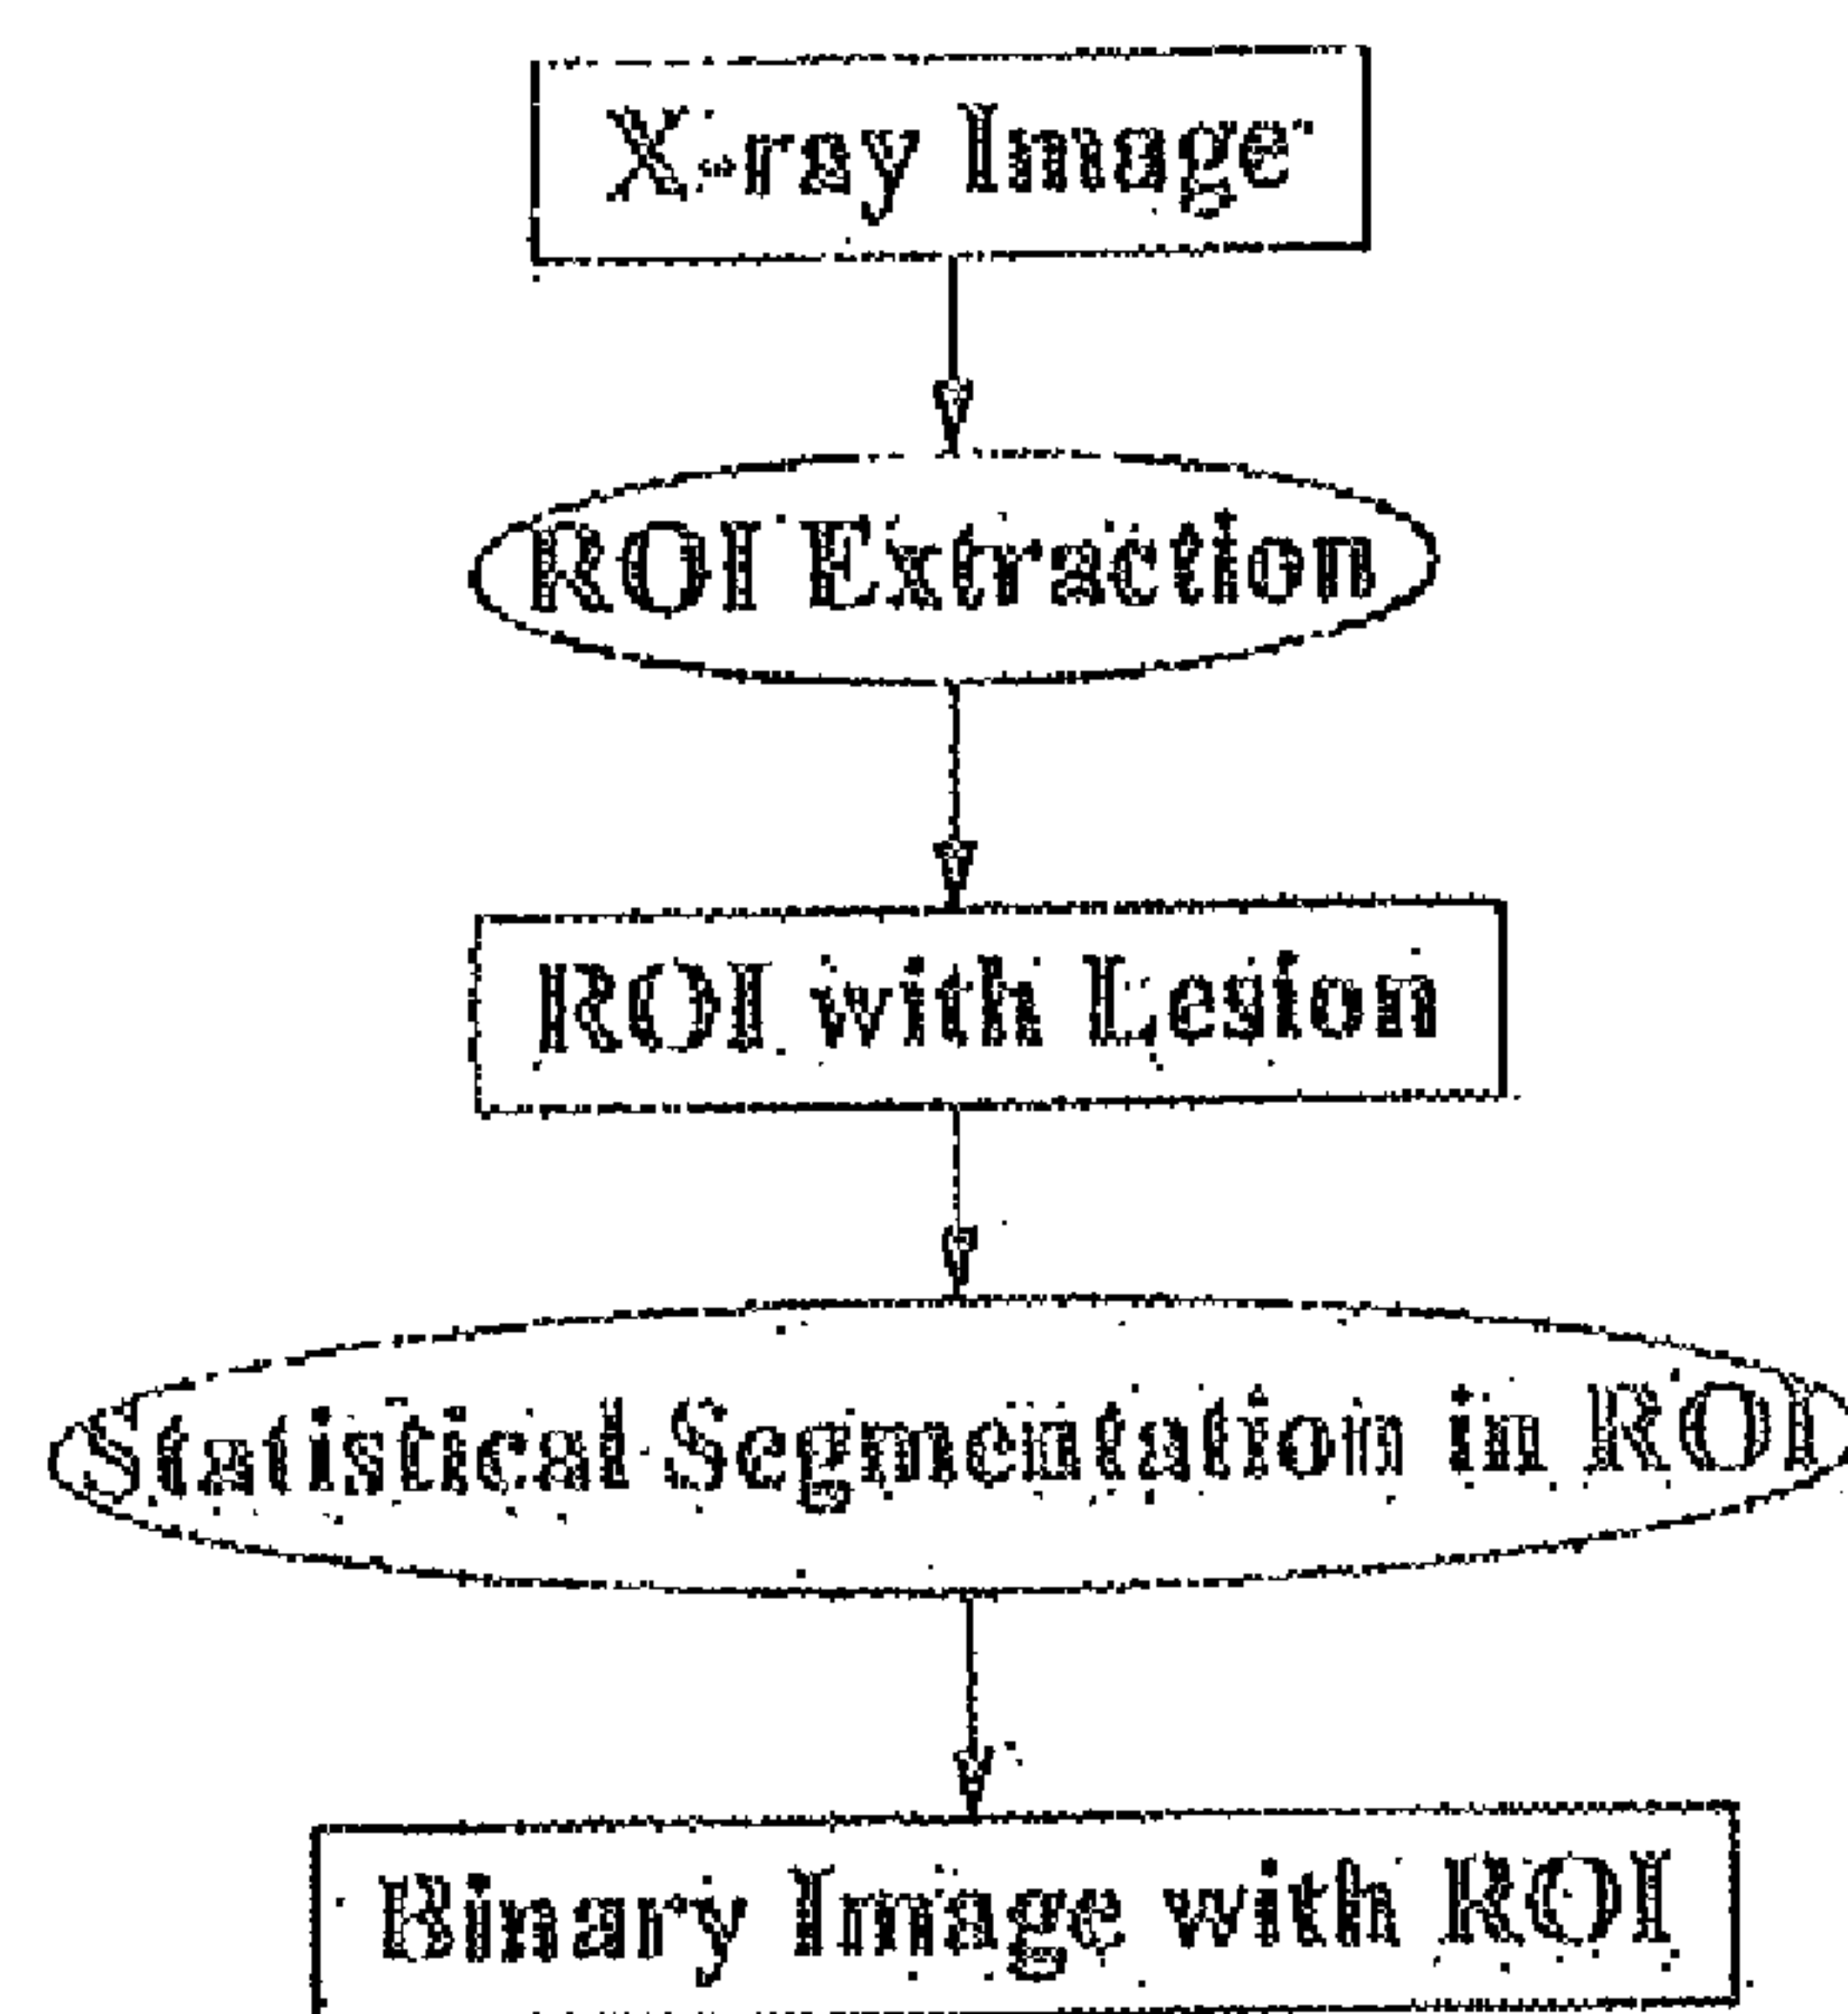 X-ray Image
ROI Extraction
ROI with Lesion
Statistical Segmentation in ROI
Binary Image with ROI